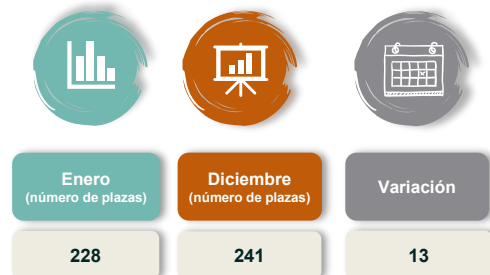 Enero
(número de plazas)
Diciembre
(número de plazas)
Variación
228
241
13